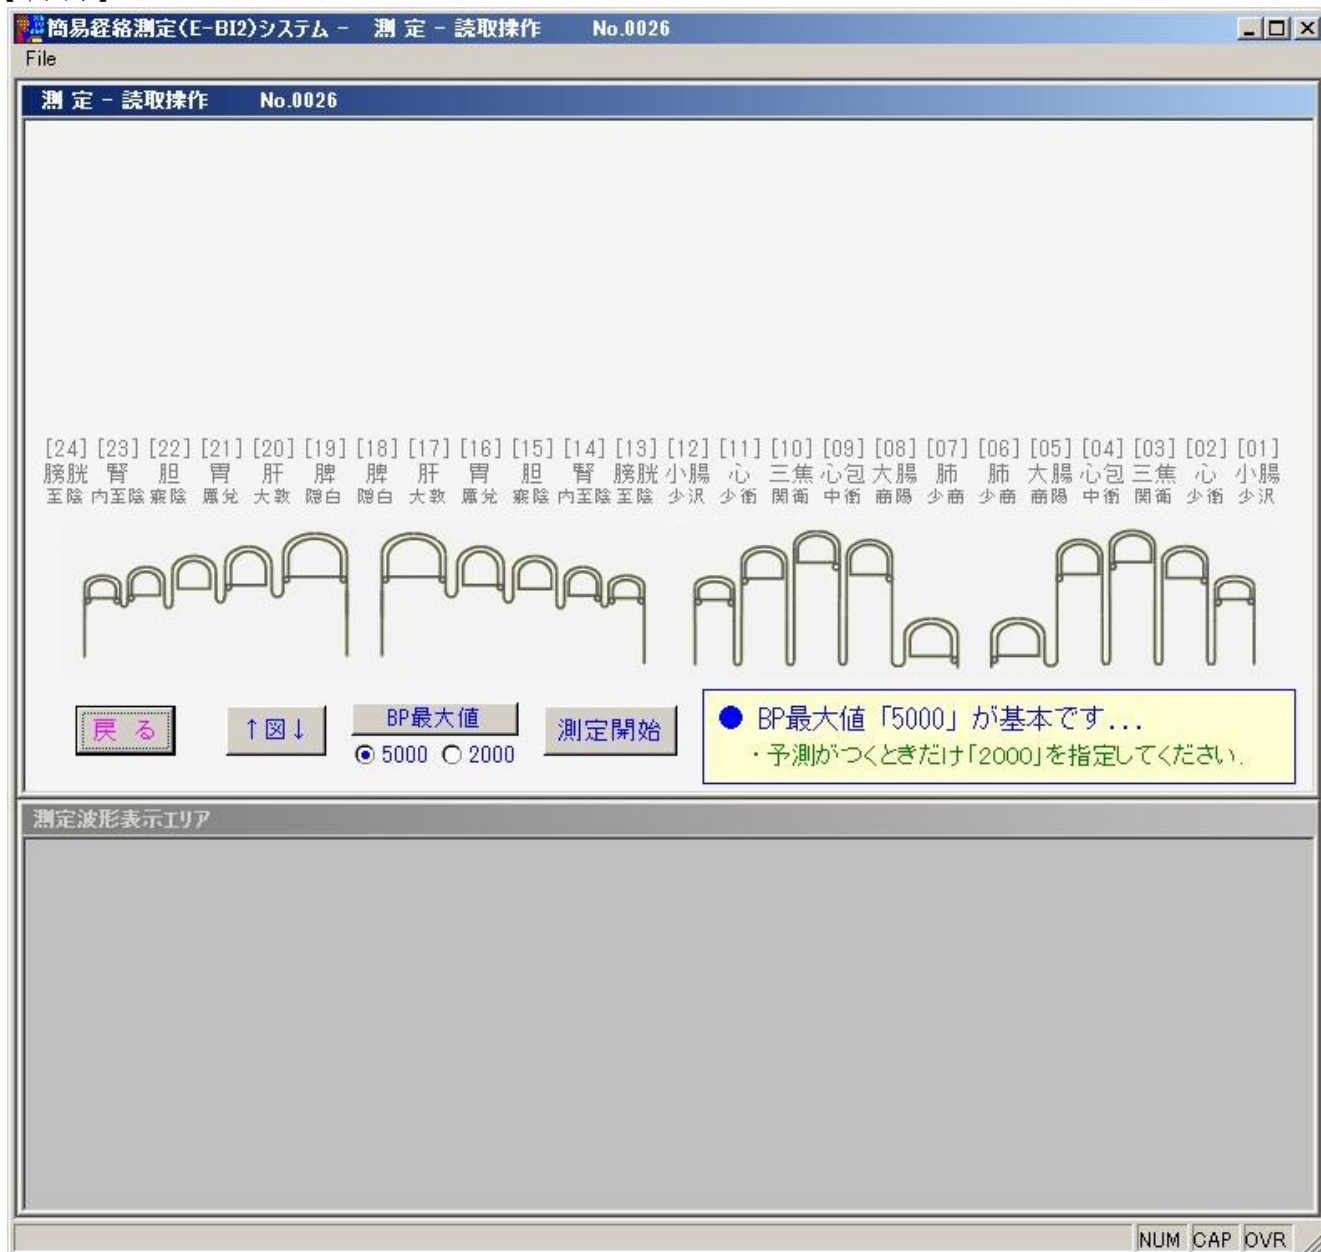 簡易経絡測定(E-BI2)システム - 測 定 - 読取操作 No.0026
File
測 定 - 読取操作 No.0026
[24] [23] [22] [21] [20] [19] [18] [17] [16] [15] [14] [13] [12] [11] [10] [09] [08] [07] [06] [05] [04] [03] [02] [01]
膀胱 腎 胆 胃 肝 脾 脾 肝 胃 胆 腎 膀胱 小腸 心 三焦 心包 大腸 肺 肺 大腸 心包 三焦 心 小腸
至陰 内至陰 竅陰 厲兌 大敦 隠白 隠白 大敦 厲兌 竅陰 内至陰 至陰 少沢 少衝 関衝 中衝 商陽 少商 少商 商陽 中衝 関衝 少衝 少沢
戻 る
↑図↓
BP最大値
5000 2000
測定開始
● BP最大値「5000」が基本です...
・予測がつくときだけ「2000」を指定してください.
測定波形表示エリア
NUM CAP OVR